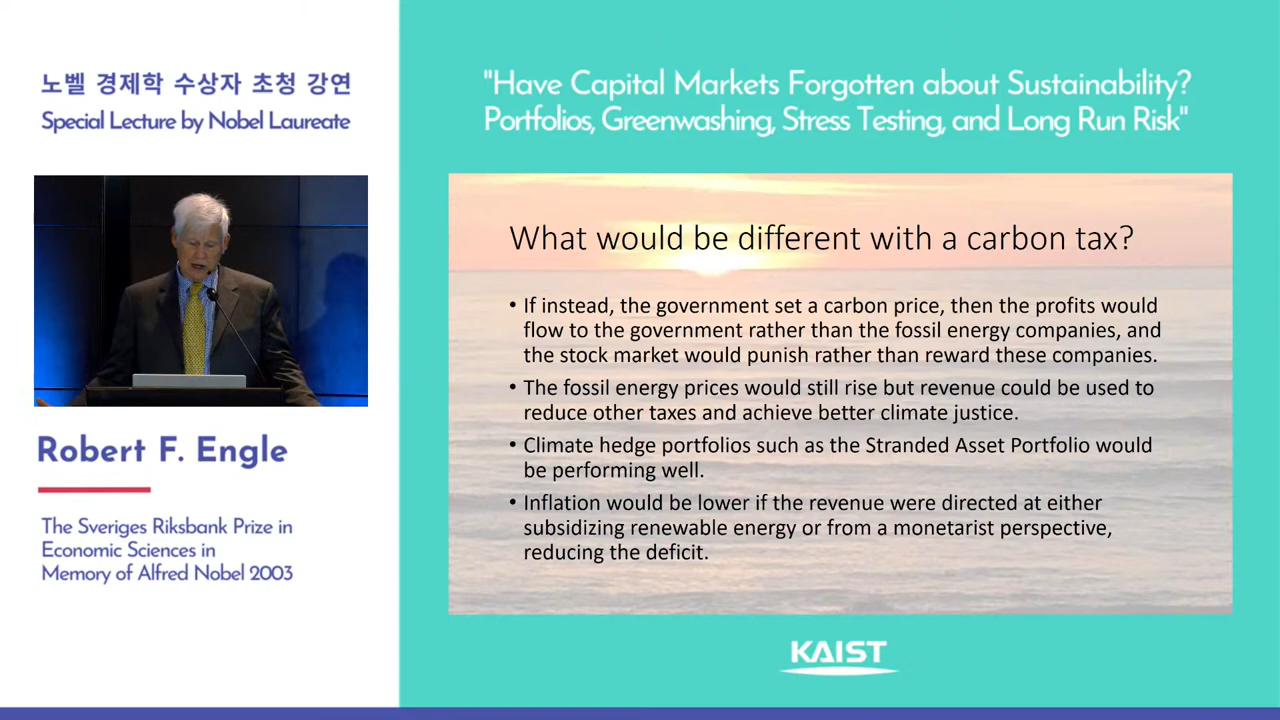 노벨 경제학 수상자 초청 강연
Special Lecture by Nobel Laureate
Robert F. Engle
The Sveriges Riksbank Prize in
Economic Sciences in
Memory of Alfred Nobel 2003
"Have Capital Markets Forgotten about Sustainability?
Portfolios, Greenwashing, Stress Testing, and Long Run Risk"
What would be different with a carbon tax?
• If instead, the government set a carbon price, then the profits would
flow to the government rather than the fossil energy companies, and
the stock market would punish rather than reward these companies.
• The fossil energy prices would still rise but revenue could be used to
reduce other taxes and achieve better climate justice.
• Climate hedge portfolios such as the Stranded Asset Portfolio would
be performing well.
• Inflation would be lower if the revenue were directed at either
subsidizing renewable energy or from a monetarist perspective,
reducing the deficit.
KAIST